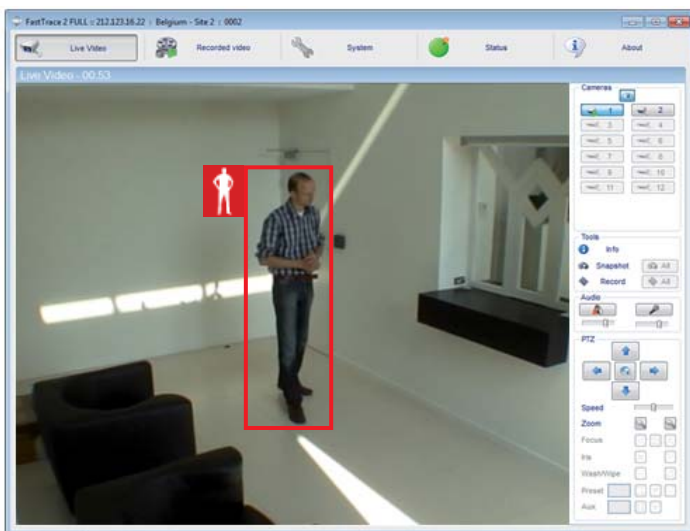 FastTrace 2 FULL :: 212.123.16.22 : Belgium - Site 2 : 0002
Live Video
Recorded video
System
Status
About
Live Video - 00:53
Cameras
1 2
3 4
5 6
7 8
9 10
11 12
Tools
Info
Snapshot All
Record All
Audio
PTZ
Speed
Zoom
Focus
Iris
Wash/Wipe
Preset
Aux